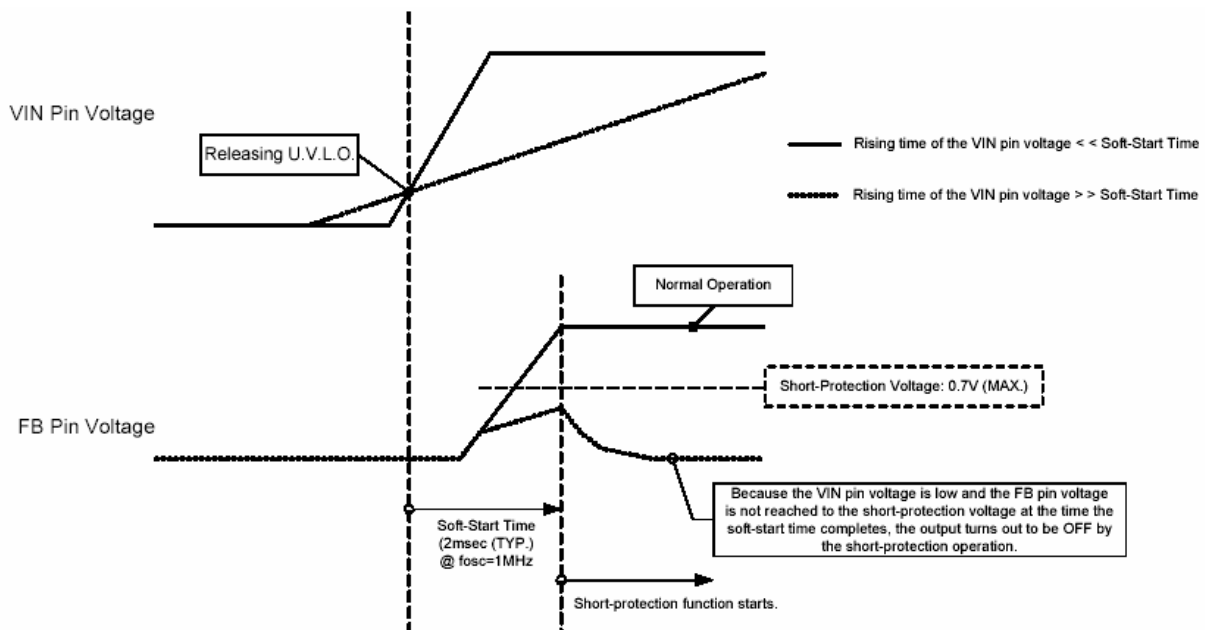 VIN Pin Voltage
Releasing U.V.L.O.
Rising time of the VIN pin voltage < < Soft-Start Time
Rising time of the VIN pin voltage > > Soft-Start Time
Normal Operation
Short-Protection Voltage: 0.7V (MAX.)
FB Pin Voltage
Because the VIN pin voltage is low and the FB pin voltage
is not reached to the short-protection voltage at the time the
soft-start time completes, the output turns out to be OFF by
the short-protection operation.
Soft-Start Time
(2msec (TYP.)
@ fosc=1MHz
Short-protection function starts.